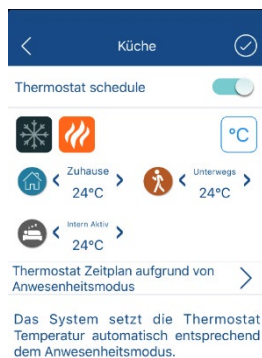 Küche
Thermostat schedule
°C
Zuhause
24°C
Unterwegs
24°C
Intern Aktiv
24°C
Thermostat Zeitplan aufgrund von
Anwesenheitsmodus
Das System setzt die Thermostat
Temperatur automatisch entsprechend
dem Anwesenheitsmodus.